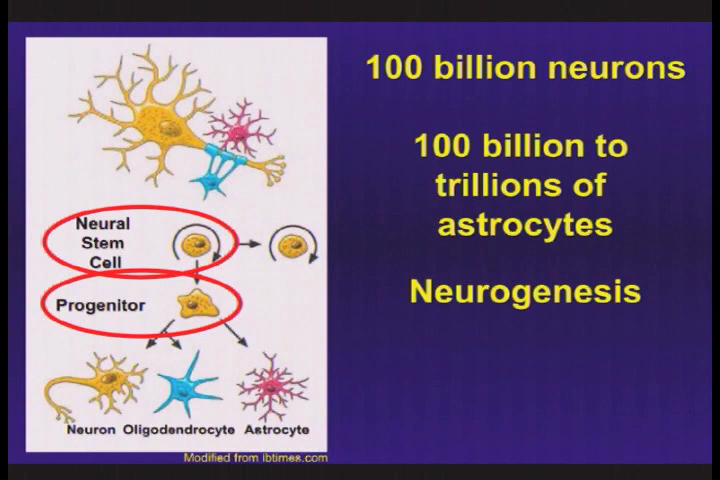 100 billion neurons
100 billion to
trillions of
astrocytes
Neurogenesis
Neural
Stem
Cell
Progenitor
Neuron Oligodendrocyte Astrocyte
Modified from ibtimes.com